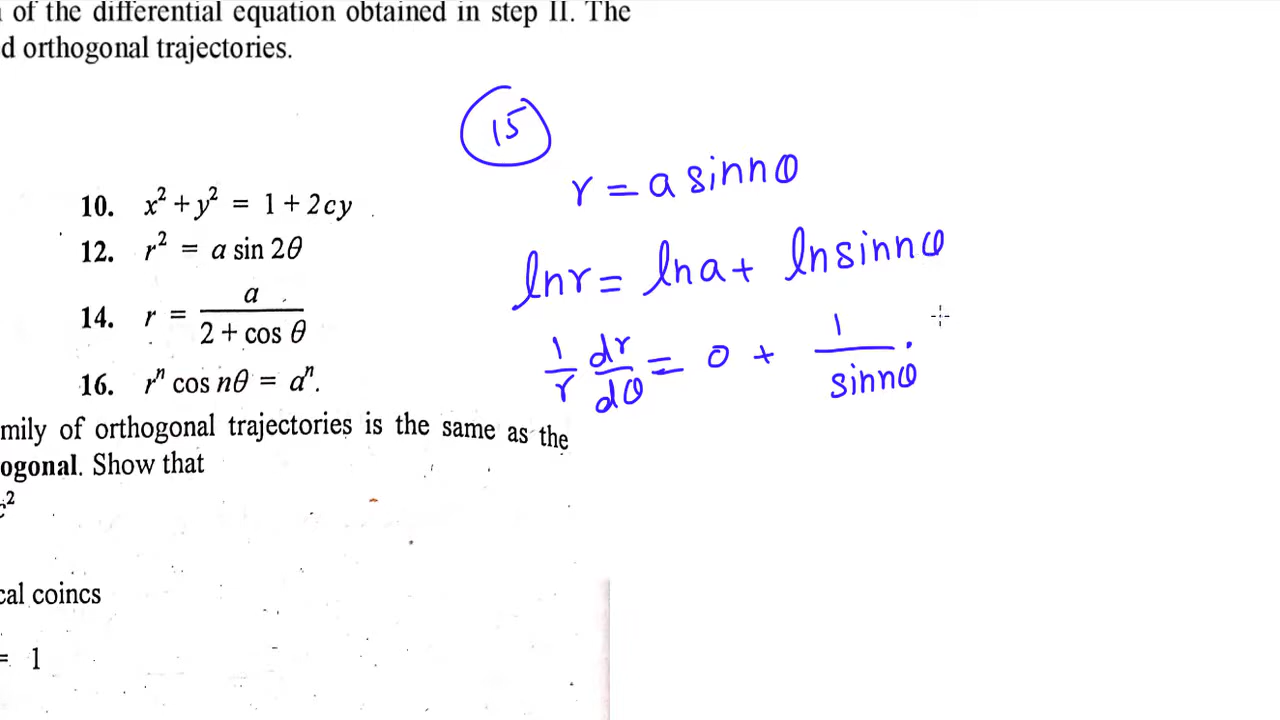 of the differential equation obtained in step II. The
d orthogonal trajectories.
10. x² + y² = 1 + 2cy
12. r² = a sin 2θ
14. r = a / (2 + cos θ)
16. rⁿ cos nθ = aⁿ.
mily of orthogonal trajectories is the same as the
ogonal. Show that
c²
cal coincs
= 1
15
r = a sin nθ
ln r = ln a + ln sin nθ
1/r dr/dθ = 0 + 1/sin nθ .